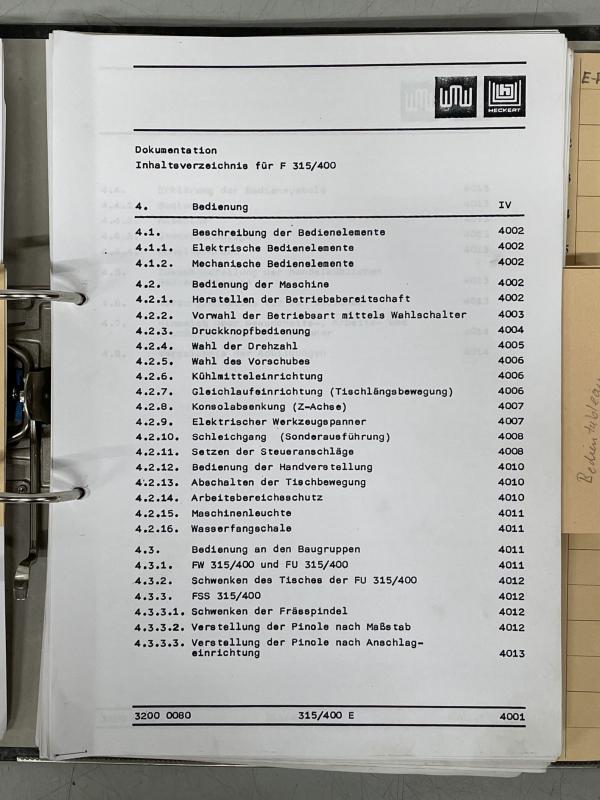 WMW HECKERT
Dokumentation
Inhaltsverzeichnis für F 315/400
4. Bedienung IV
4.1. Beschreibung der Bedienelemente 4002
4.1.1. Elektrische Bedienelemente 4002
4.1.2. Mechanische Bedienelemente 4002
4.2. Bedienung der Maschine 4002
4.2.1. Herstellen der Betriebsbereitschaft 4002
4.2.2. Vorwahl der Betriebsart mittels Wahlschalter 4003
4.2.3. Druckknopfbedienung 4004
4.2.4. Wahl der Drehzahl 4005
4.2.5. Wahl des Vorschubes 4006
4.2.6. Kühlmitteleinrichtung 4006
4.2.7. Gleichlaufeinrichtung (Tischlängsbewegung) 4006
4.2.8. Konsolabsenkung (Z-Achse) 4007
4.2.9. Elektrischer Werkzeugspanner 4007
4.2.10. Schleichgang (Sonderausführung) 4008
4.2.11. Setzen der Steueranschläge 4008
4.2.12. Bedienung der Handverstellung 4010
4.2.13. Abschalten der Tischbewegung 4010
4.2.14. Arbeitsbereichsschutz 4010
4.2.15. Maschinenleuchte 4011
4.2.16. Wasserfangschale 4011
4.3. Bedienung an den Baugruppen 4011
4.3.1. FW 315/400 und FU 315/400 4011
4.3.2. Schwenken des Tisches der FU 315/400 4012
4.3.3. FSS 315/400 4012
4.3.3.1. Schwenken der Frässpindel 4012
4.3.3.2. Verstellung der Pinole nach Maßstab 4012
4.3.3.3. Verstellung der Pinole nach Anschlag-
einrichtung 4013
3200 0080 315/400 E 4001
Bedientableau